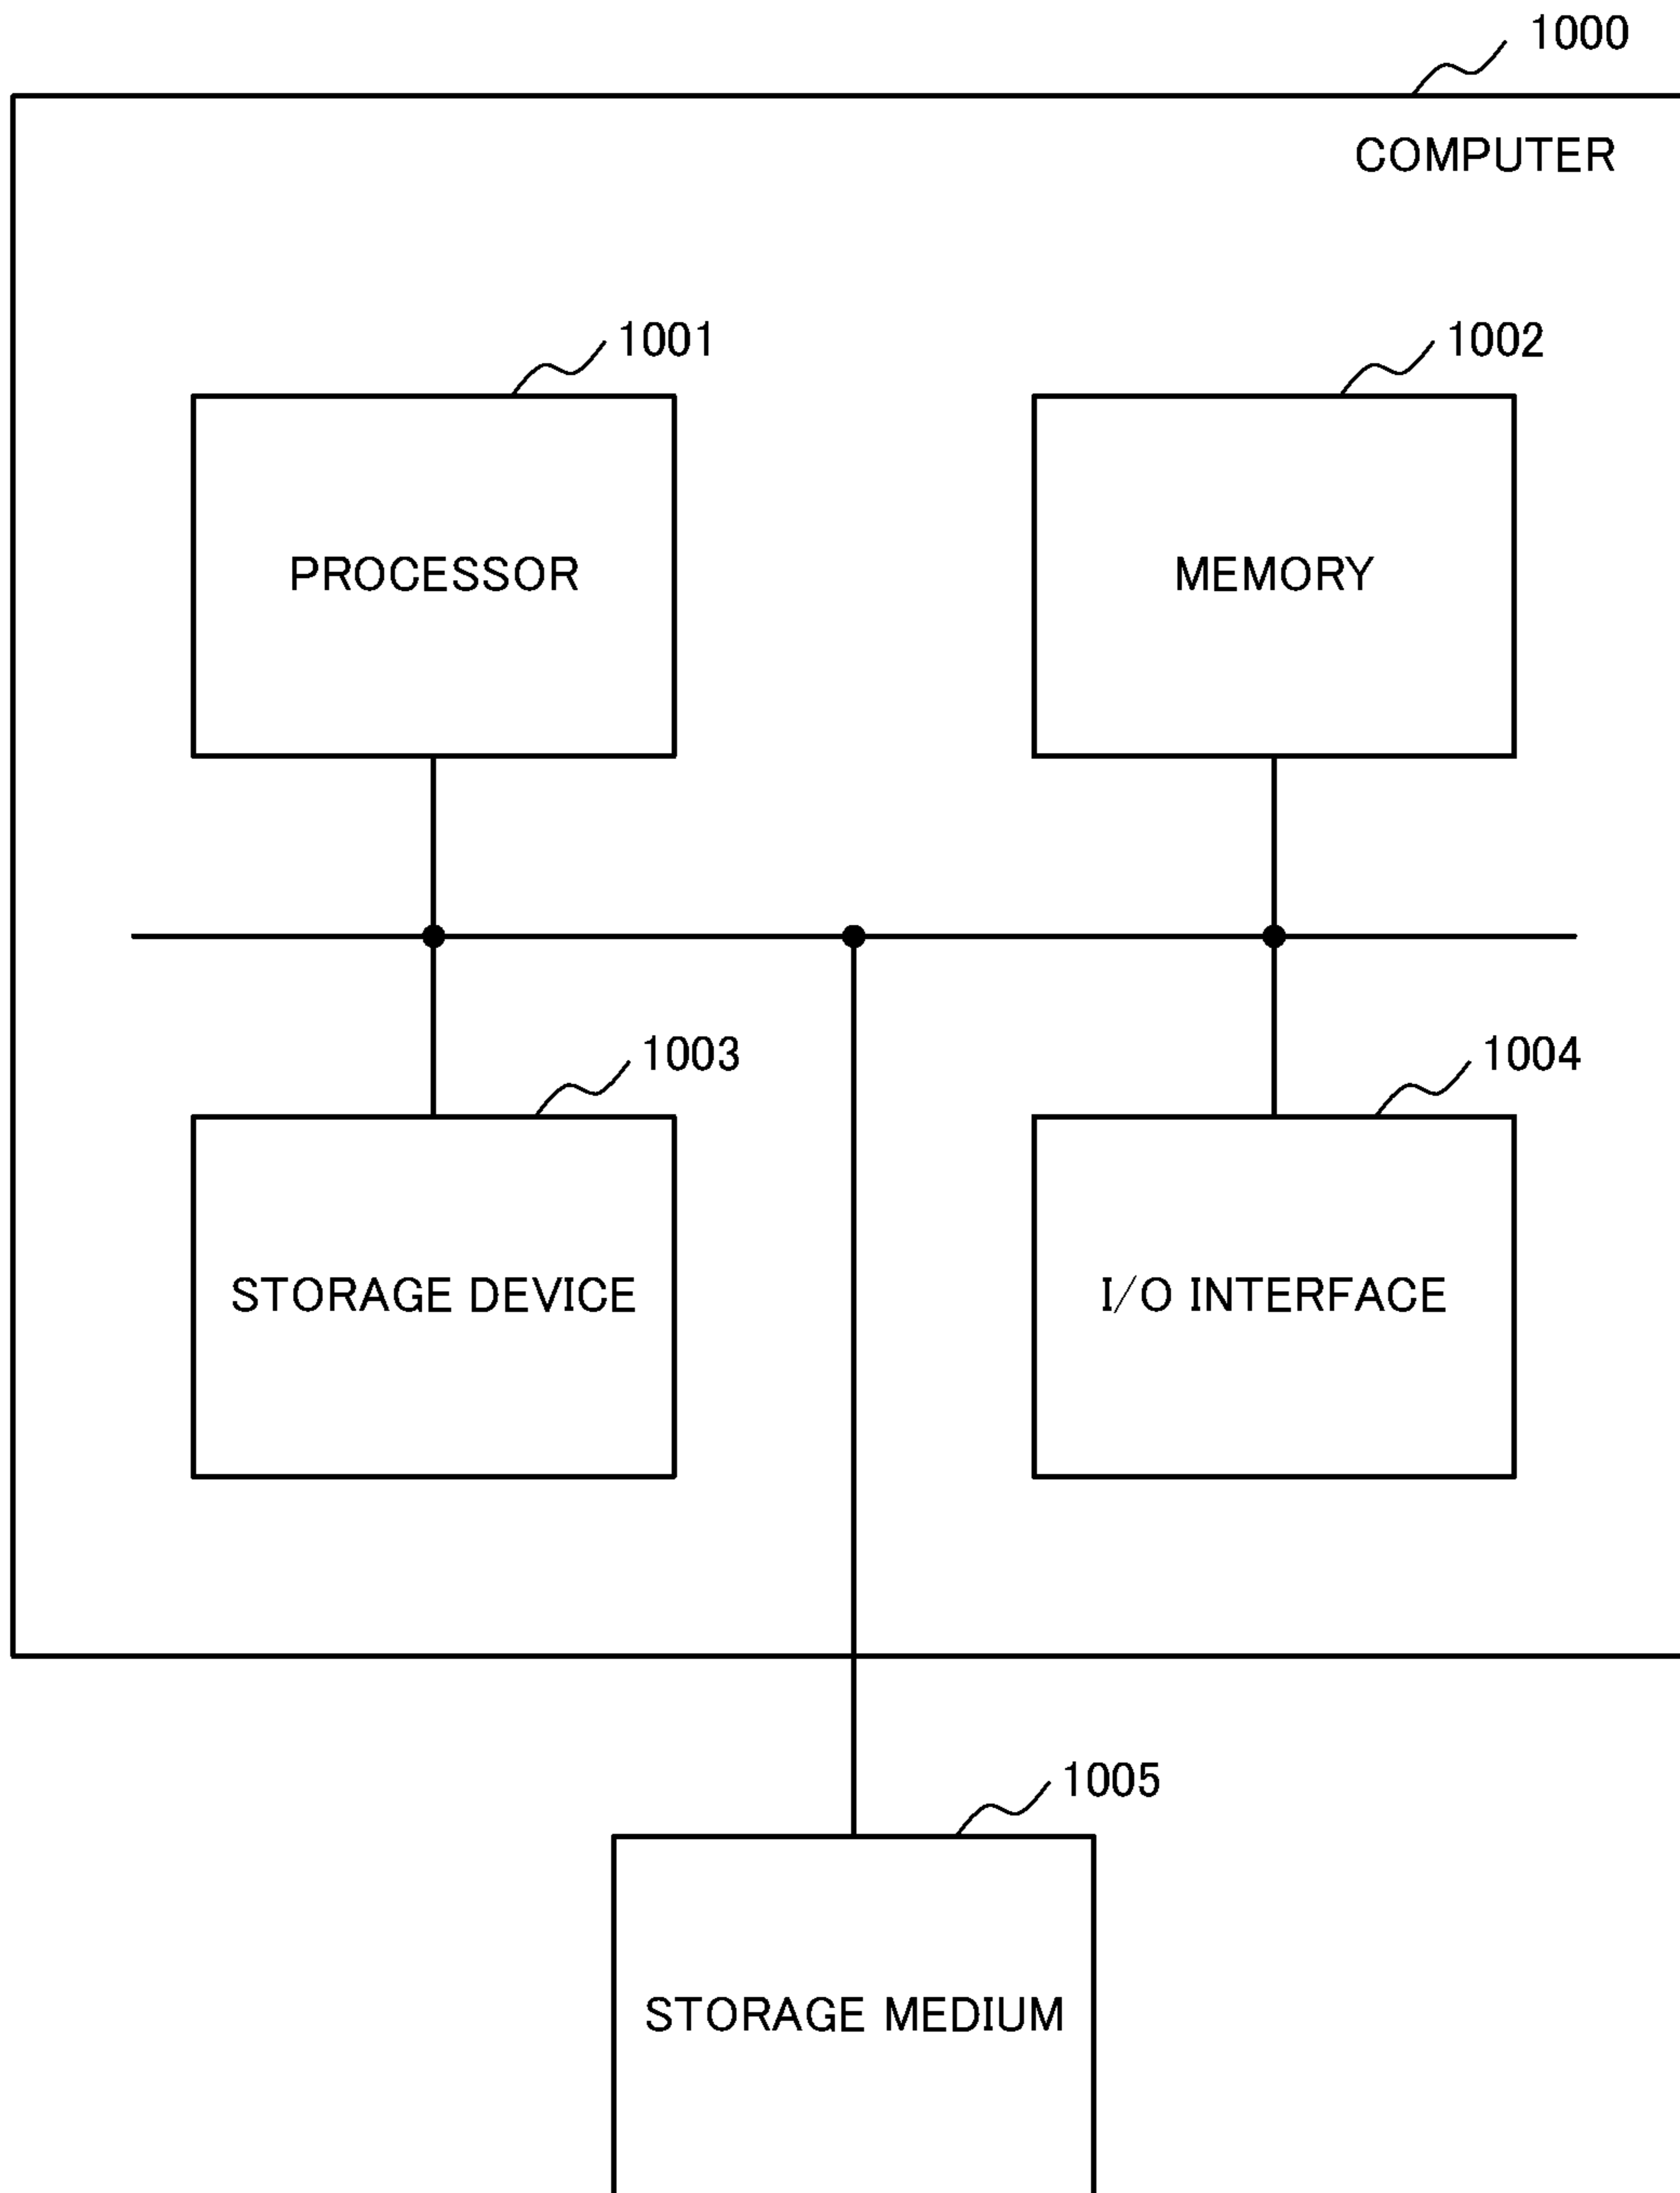 1000
COMPUTER
1001
1002
PROCESSOR
MEMORY
1003
1004
STORAGE DEVICE
I/O INTERFACE
1005
STORAGE MEDIUM